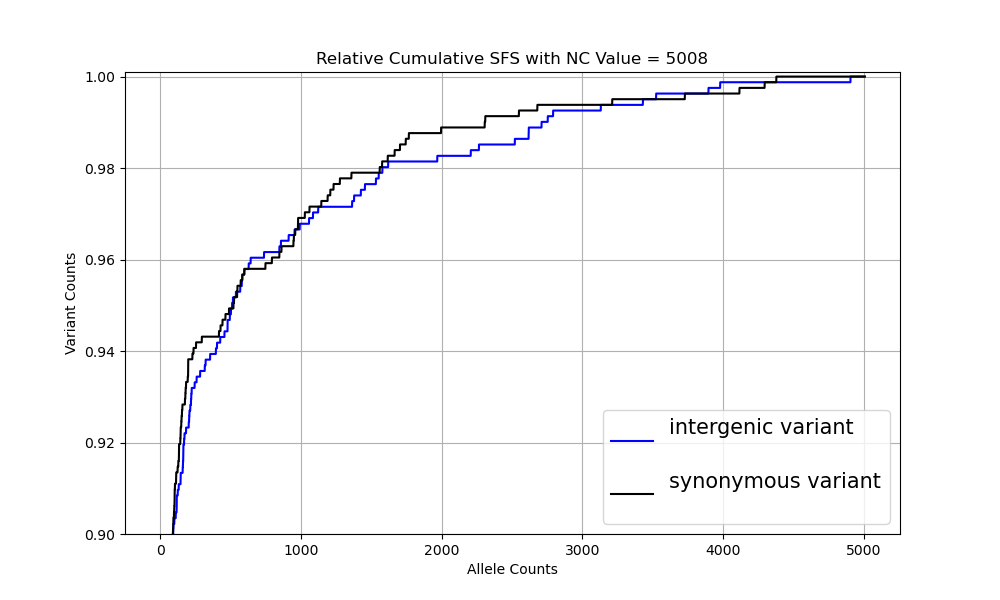 Relative Cumulative SFS with NC Value = 5008
Variant Counts
1.00
0.98
0.96
0.94
0.92
0.90
0
1000
2000
3000
4000
5000
Allele Counts
intergenic variant
synonymous variant